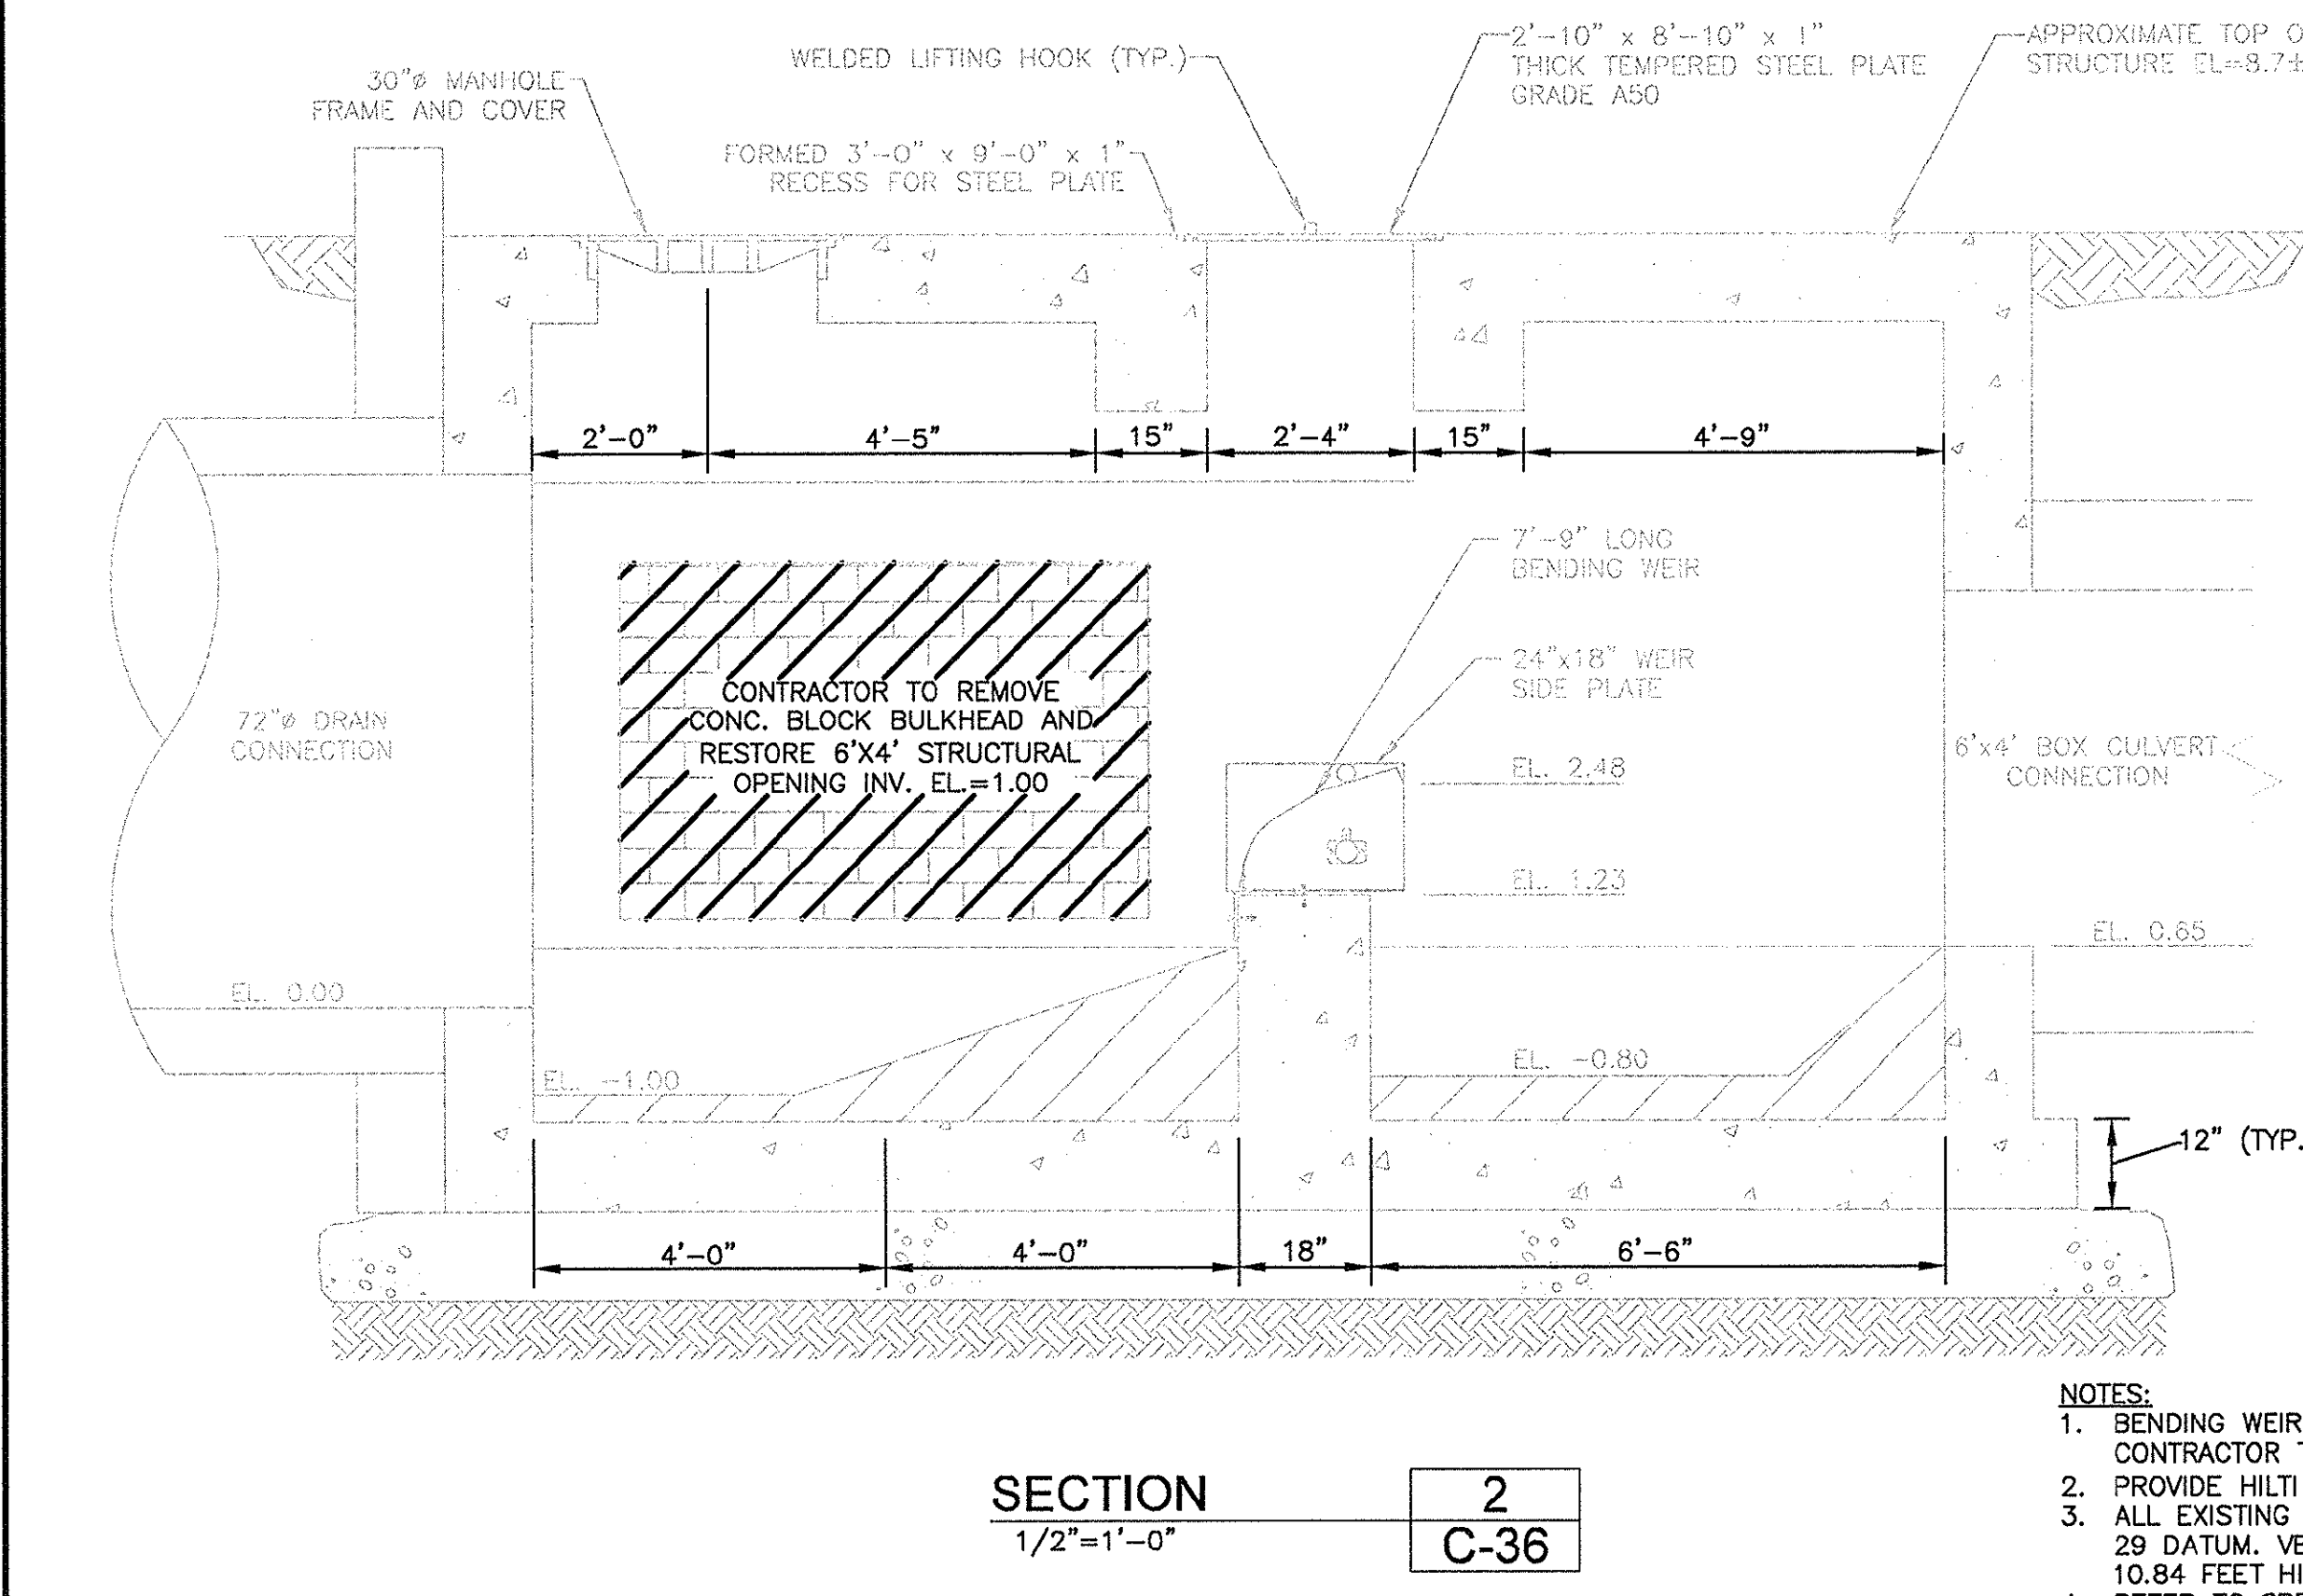 WELDED LIFTING HOOK (TYP.)
2'-10" x 8'-10" x 1"
THICK TEMPERED STEEL PLATE
GRADE A50
APPROXIMATE TOP O
STRUCTURE EL=8.7±
30"ø MANHOLE
FRAME AND COVER
FORMED 3'-0" x 9'-0" x 1"
RECESS FOR STEEL PLATE
2'-0"
4'-5"
15"
2'-4"
15"
4'-9"
7'-9" LONG
BENDING WEIR
24"x18" WEIR
SIDE PLATE
CONTRACTOR TO REMOVE
CONC. BLOCK BULKHEAD AND
RESTORE 6'X4' STRUCTURAL
OPENING INV. EL.=1.00
72"ø DRAIN
CONNECTION
6'x4' BOX CULVERT
CONNECTION
EL. 2.48
EL. 1.23
EL. 0.65
EL. 0.00
EL. -1.00
EL. -0.80
12" (TYP.
4'-0"
4'-0"
18"
6'-6"
NOTES:
1. BENDING WEIR
CONTRACTOR
2. PROVIDE HILTI
3. ALL EXISTING
29 DATUM. VE
10.84 FEET HI
SECTION
1/2"=1'-0"
2
C-36